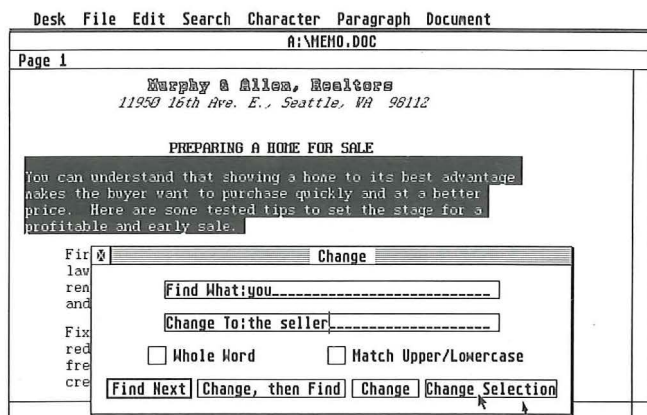 Desk File Edit Search Character Paragraph Document
A:\MEMO.DOC
Page 1
Murphy & Allen, Realtors
11950 16th Ave. E., Seattle, WA 98112
PREPARING A HOME FOR SALE
You can understand that showing a home to its best advantage
makes the buyer want to purchase quickly and at a better
price. Here are some tested tips to set the stage for a
profitable and early sale.
Fir
law
ren
and
Fix
red
fre
cre
Change
Find What:you
Change To:the seller
Whole Word Match Upper/Lowercase
Find Next Change, then Find Change Change Selection